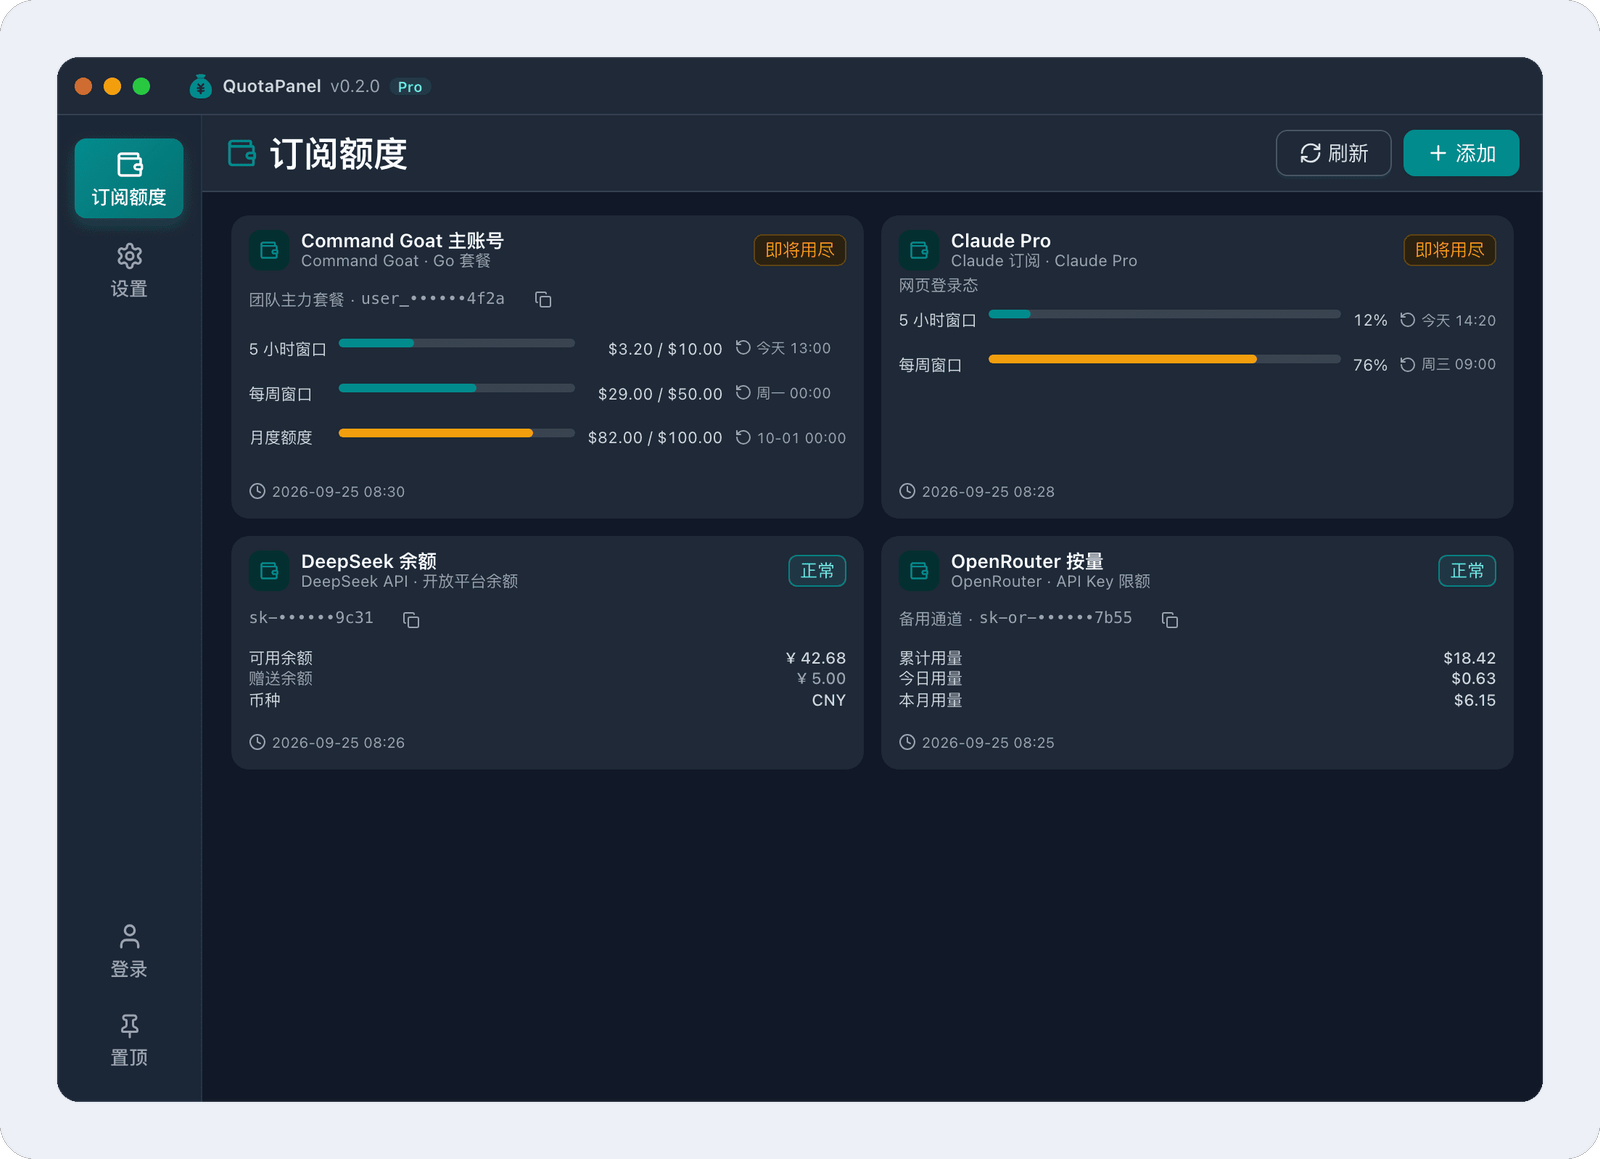 QuotaPanel v0.2.0 Pro
订阅额度
设置
登录
置顶
订阅额度
刷新
添加
Command Goat 主账号
Command Goat · Go 套餐
即将用尽
团队主力套餐 · user_••••••4f2a
5 小时窗口 $3.20 / $10.00 今天 13:00
每周窗口 $29.00 / $50.00 周一 00:00
月度额度 $82.00 / $100.00 10-01 00:00
2026-09-25 08:30
Claude Pro
Claude 订阅 · Claude Pro
即将用尽
网页登录态
5 小时窗口 12% 今天 14:20
每周窗口 76% 周三 09:00
2026-09-25 08:28
DeepSeek 余额
DeepSeek API · 开放平台余额
正常
sk-••••••9c31
可用余额 ¥ 42.68
赠送余额 ¥ 5.00
币种 CNY
2026-09-25 08:26
OpenRouter 按量
OpenRouter · API Key 限额
正常
备用通道 · sk-or-••••••7b55
累计用量 $18.42
今日用量 $0.63
本月用量 $6.15
2026-09-25 08:25